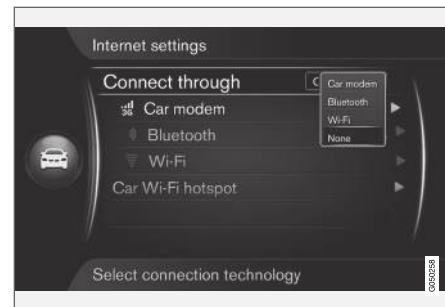 Internet settings
Connect through
Car modem
Bluetooth
Wi-Fi
None
3G Car modem
Bluetooth
Wi-Fi
Car Wi-Fi hotspot
Select connection technology
G050258